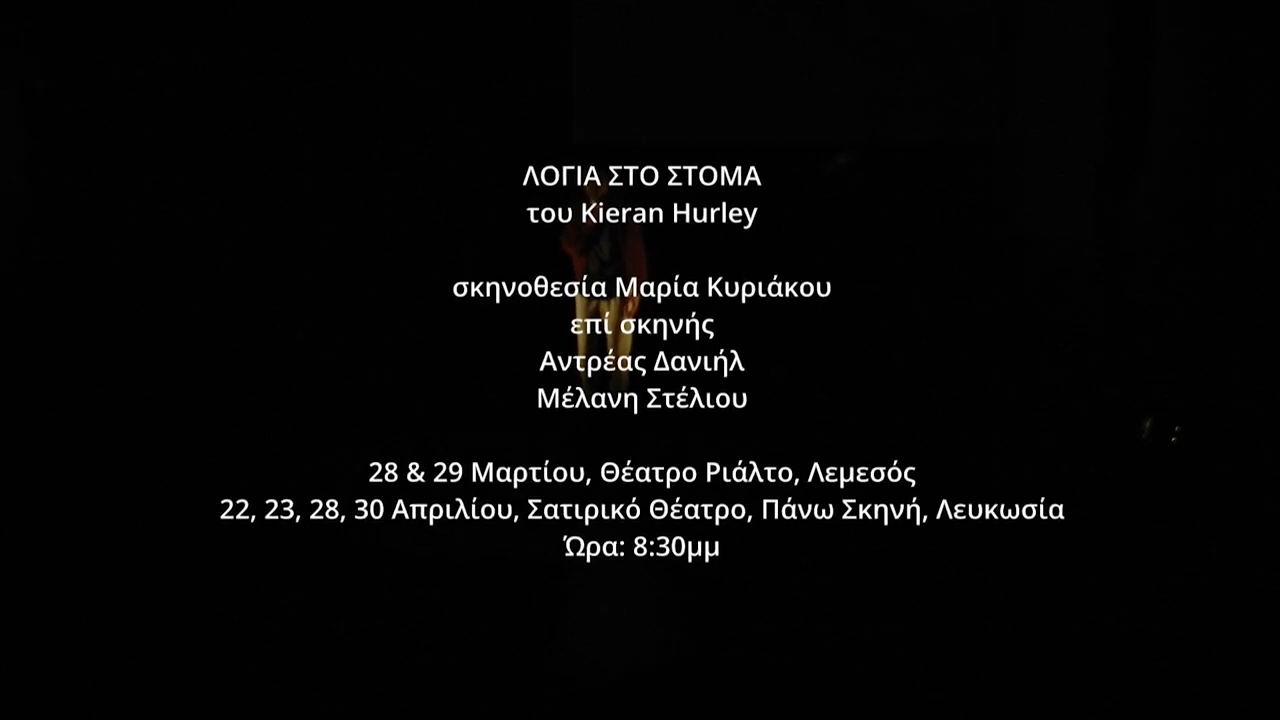 ΛΟΓΙΑ ΣΤΟ ΣΤΟΜΑ
του Kieran Hurley
σκηνοθεσία Μαρία Κυριάκου
επί σκηνής
Αντρέας Δανιήλ
Μέλανη Στέλιου
28 & 29 Μαρτίου, Θέατρο Ριάλτο, Λεμεσός
22, 23, 28, 30 Απριλίου, Σατιρικό Θέατρο, Πάνω Σκηνή, Λευκωσία
Ώρα: 8:30μμ